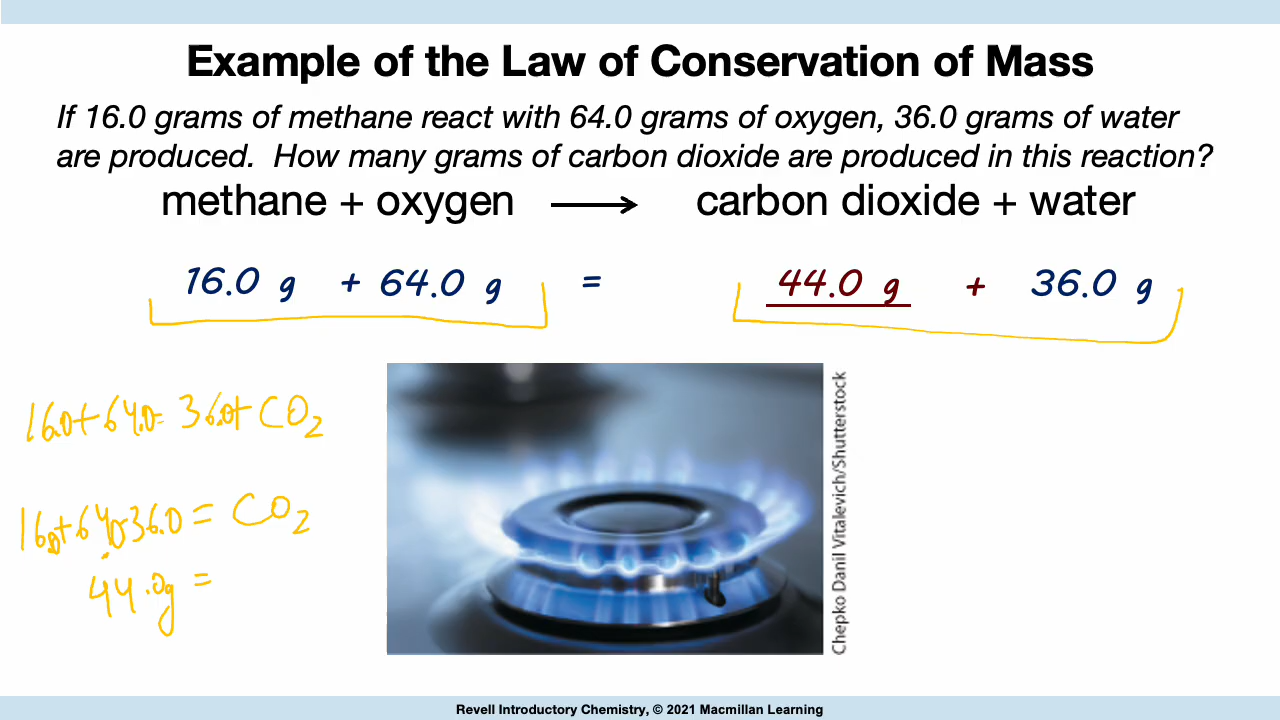 Example of the Law of Conservation of Mass
If 16.0 grams of methane react with 64.0 grams of oxygen, 36.0 grams of water
are produced.  How many grams of carbon dioxide are produced in this reaction?
methane + oxygen ⟶ carbon dioxide + water
16.0 g + 64.0 g = 44.0 g + 36.0 g
16.0+64.0=36.0+CO2
16.0+64.0-36.0=CO2
44.0g=
Chepko Danil Vitalevich/Shutterstock
Revell Introductory Chemistry, © 2021 Macmillan Learning